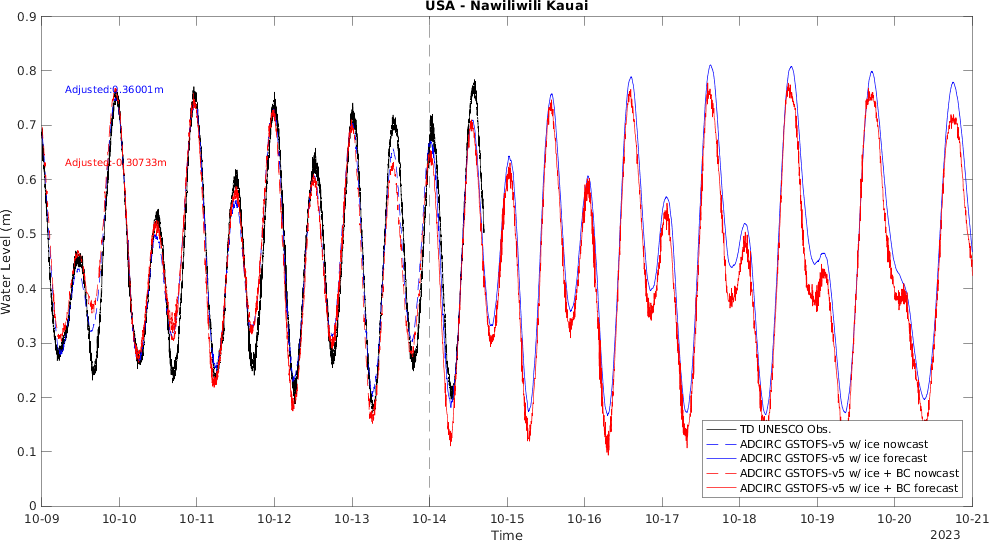 USA - Nawiliwili Kauai
0.9
0.8
0.7
0.6
0.5
0.4
0.3
0.2
0.1
0
Water Level (m)
Adjusted:0.36001m
Adjusted:-0.30733m
TD UNESCO Obs.
ADCIRC GSTOFS-v5 w/ ice nowcast
ADCIRC GSTOFS-v5 w/ ice forecast
ADCIRC GSTOFS-v5 w/ ice + BC nowcast
ADCIRC GSTOFS-v5 w/ ice + BC forecast
10-09 10-10 10-11 10-12 10-13 10-14 10-15 10-16 10-17 10-18 10-19 10-20 10-21
Time
2023